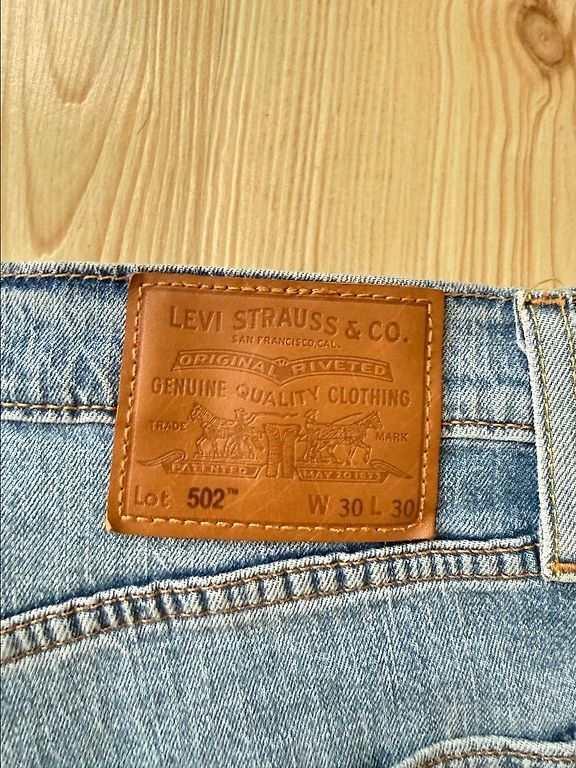 LEVI STRAUSS & CO.
SAN FRANCISCO, CAL.
ORIGINAL RIVETED
GENUINE QUALITY CLOTHING
TRADE MARK
PATENTED MAY 20 1873
Lot 502™ W 30 L 30